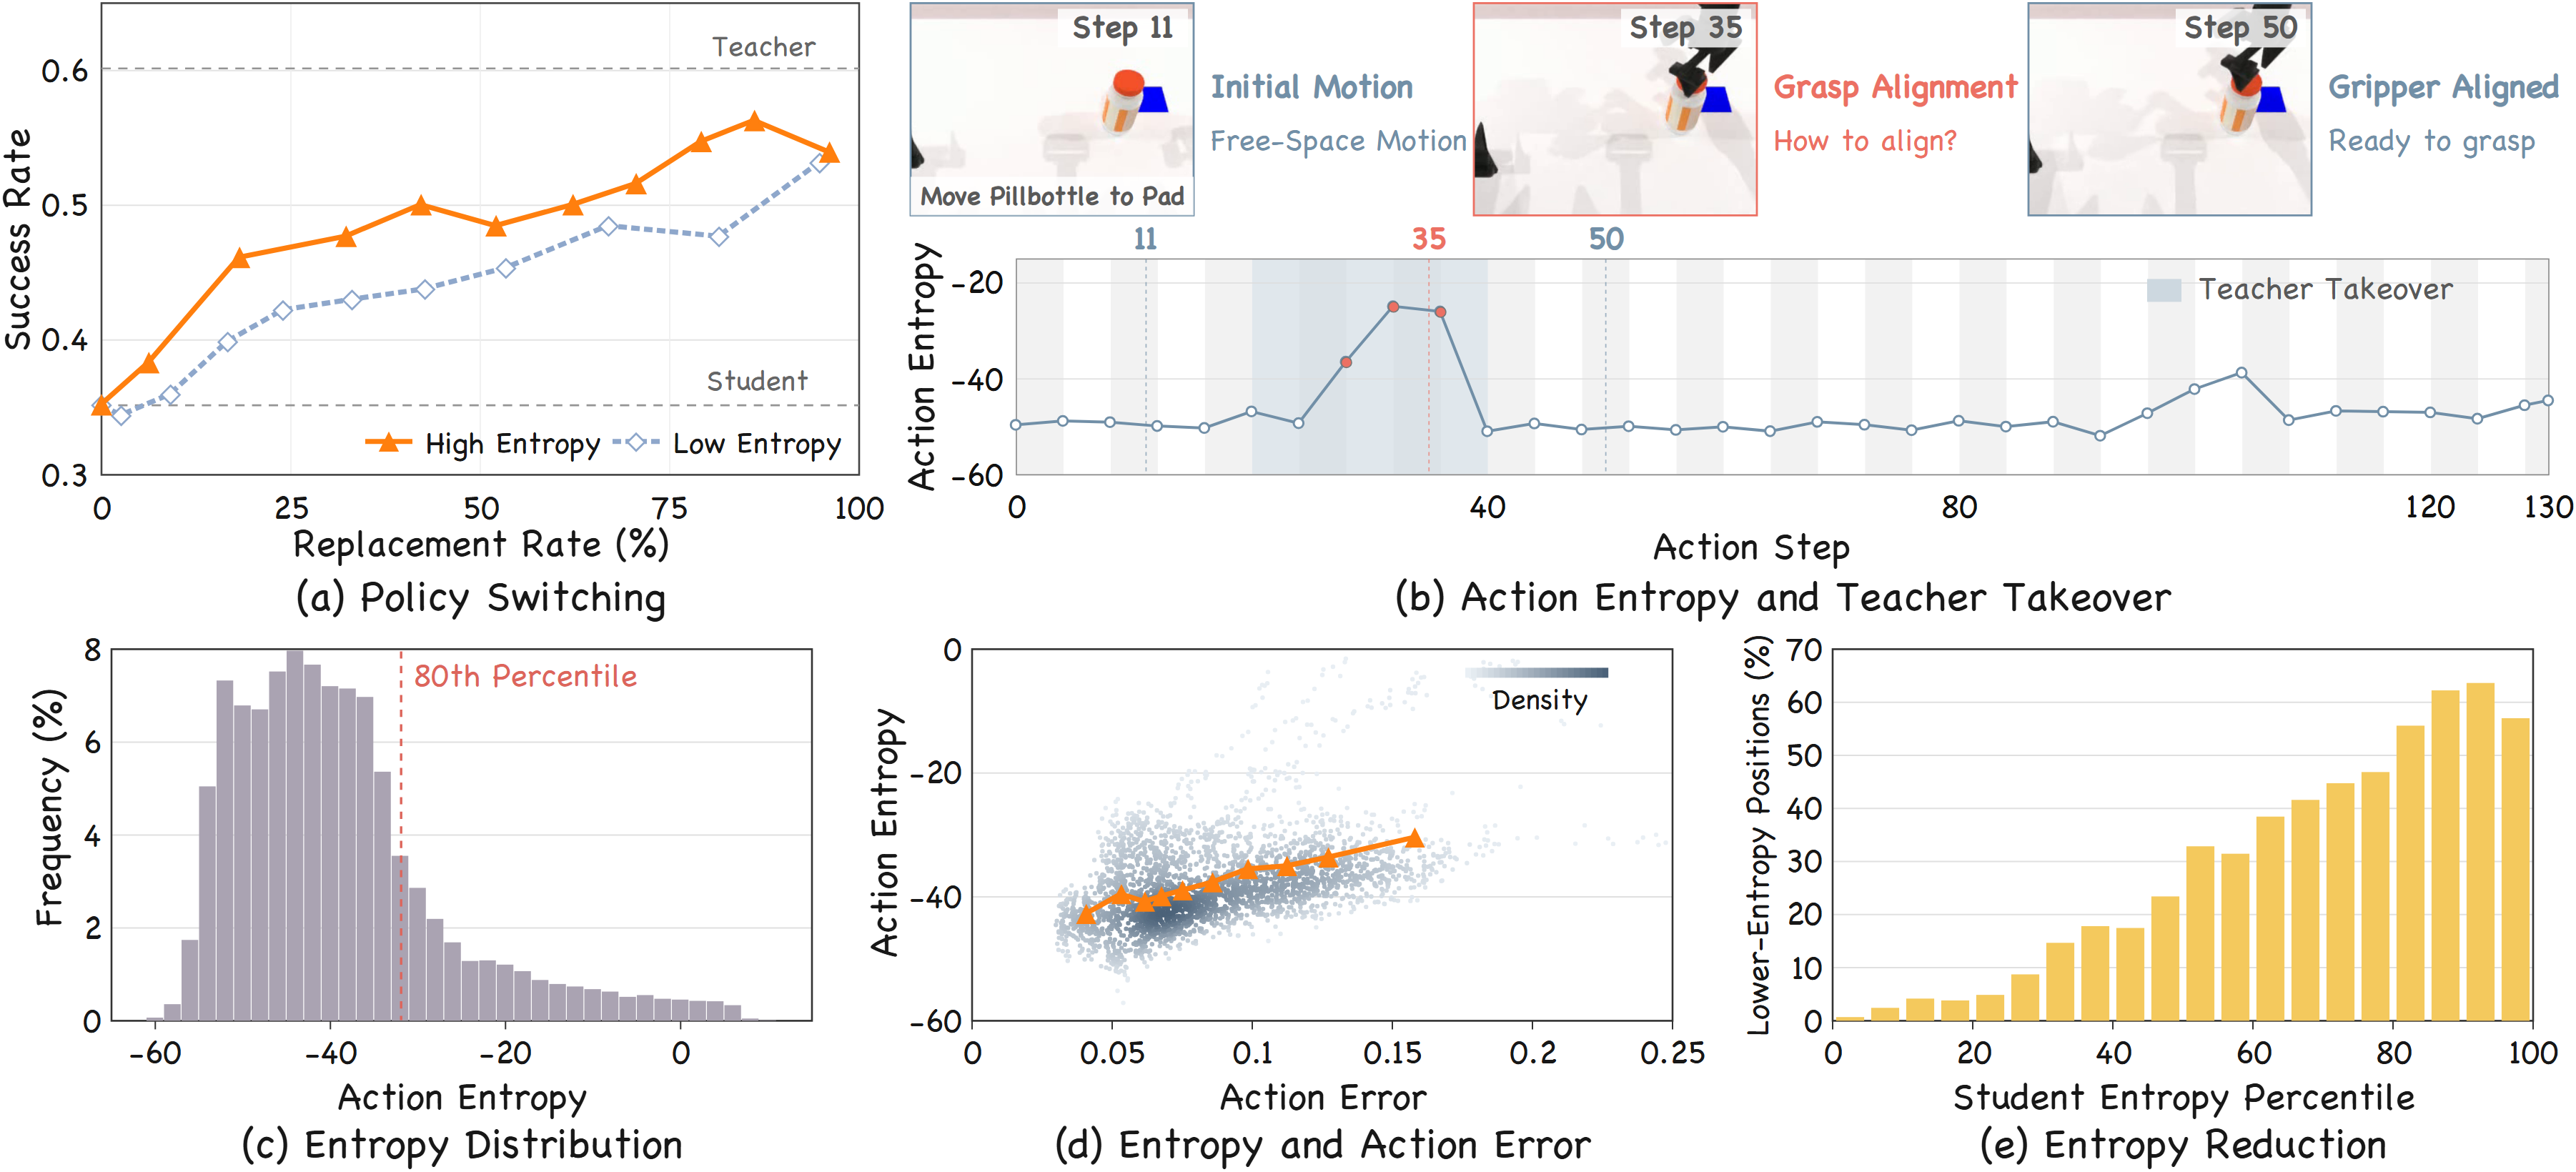 Success Rate
0.6
0.5
0.4
0.3
Teacher
Student
High Entropy
Low Entropy
0
25
50
75
100
Replacement Rate (%)
(a) Policy Switching
Step 11
Move Pillbottle to Pad
Initial Motion
Free-Space Motion
Step 35
Grasp Alignment
How to align?
Step 50
Gripper Aligned
Ready to grasp
11
35
50
Action Entropy
-20
-40
-60
Teacher Takeover
0
40
80
120
130
Action Step
(b) Action Entropy and Teacher Takeover
Frequency (%)
8
6
4
2
0
80th Percentile
-60
-40
-20
0
Action Entropy
(c) Entropy Distribution
Action Entropy
0
-20
-40
-60
Density
0
0.05
0.1
0.15
0.2
0.25
Action Error
(d) Entropy and Action Error
Lower-Entropy Positions (%)
70
60
50
40
30
20
10
0
0
20
40
60
80
100
Student Entropy Percentile
(e) Entropy Reduction